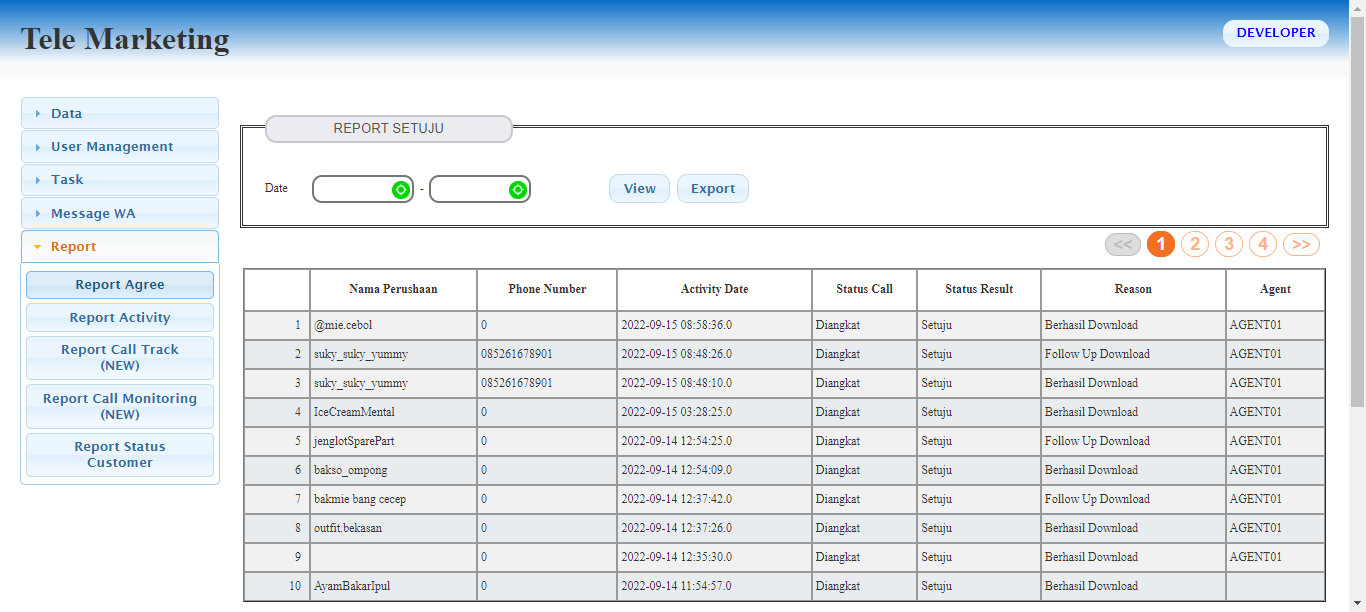 Tele Marketing
DEVELOPER
Data
User Management
Task
Message WA
Report
Report Agree
Report Activity
Report Call Track
(NEW)
Report Call Monitoring
(NEW)
Report Status
Customer
REPORT SETUJU
Date - View Export
<< 1 2 3 4 >>
Nama Perushaan Phone Number Activity Date Status Call Status Result Reason Agent
1 @mie.cebol 0 2022-09-15 08:58:36.0 Diangkat Setuju Berhasil Download AGENT01
2 suky_suky_yummy 085261678901 2022-09-15 08:48:26.0 Diangkat Setuju Follow Up Download AGENT01
3 suky_suky_yummy 085261678901 2022-09-15 08:48:10.0 Diangkat Setuju Berhasil Download AGENT01
4 IceCreamMental 0 2022-09-15 03:28:25.0 Diangkat Setuju Berhasil Download AGENT01
5 jenglotSparePart 0 2022-09-14 12:54:25.0 Diangkat Setuju Follow Up Download AGENT01
6 bakso_ompong 0 2022-09-14 12:54:09.0 Diangkat Setuju Berhasil Download AGENT01
7 bakmie bang cecep 0 2022-09-14 12:37:42.0 Diangkat Setuju Follow Up Download AGENT01
8 outfit.bekasan 0 2022-09-14 12:37:26.0 Diangkat Setuju Berhasil Download AGENT01
9 0 2022-09-14 12:35:30.0 Diangkat Setuju Berhasil Download AGENT01
10 AyamBakarIpul 0 2022-09-14 11:54:57.0 Diangkat Setuju Berhasil Download